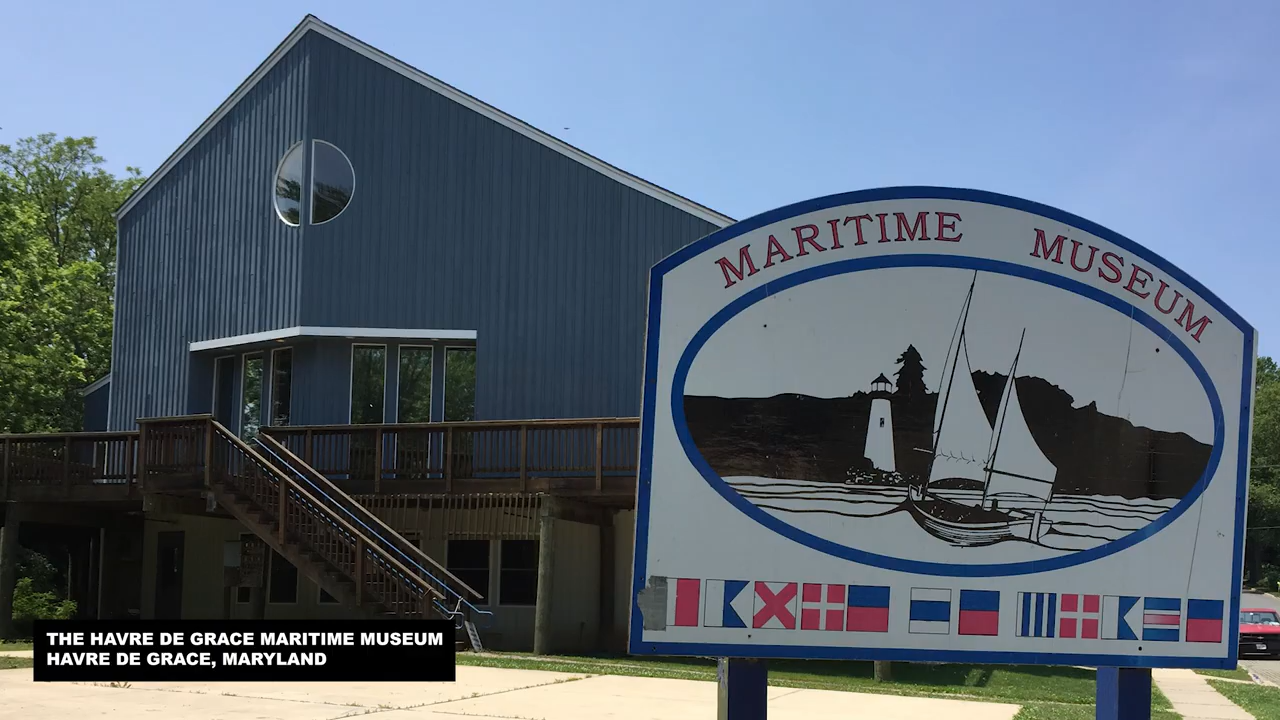 MARITIME MUSEUM
THE HAVRE DE GRACE MARITIME MUSEUM
HAVRE DE GRACE, MARYLAND